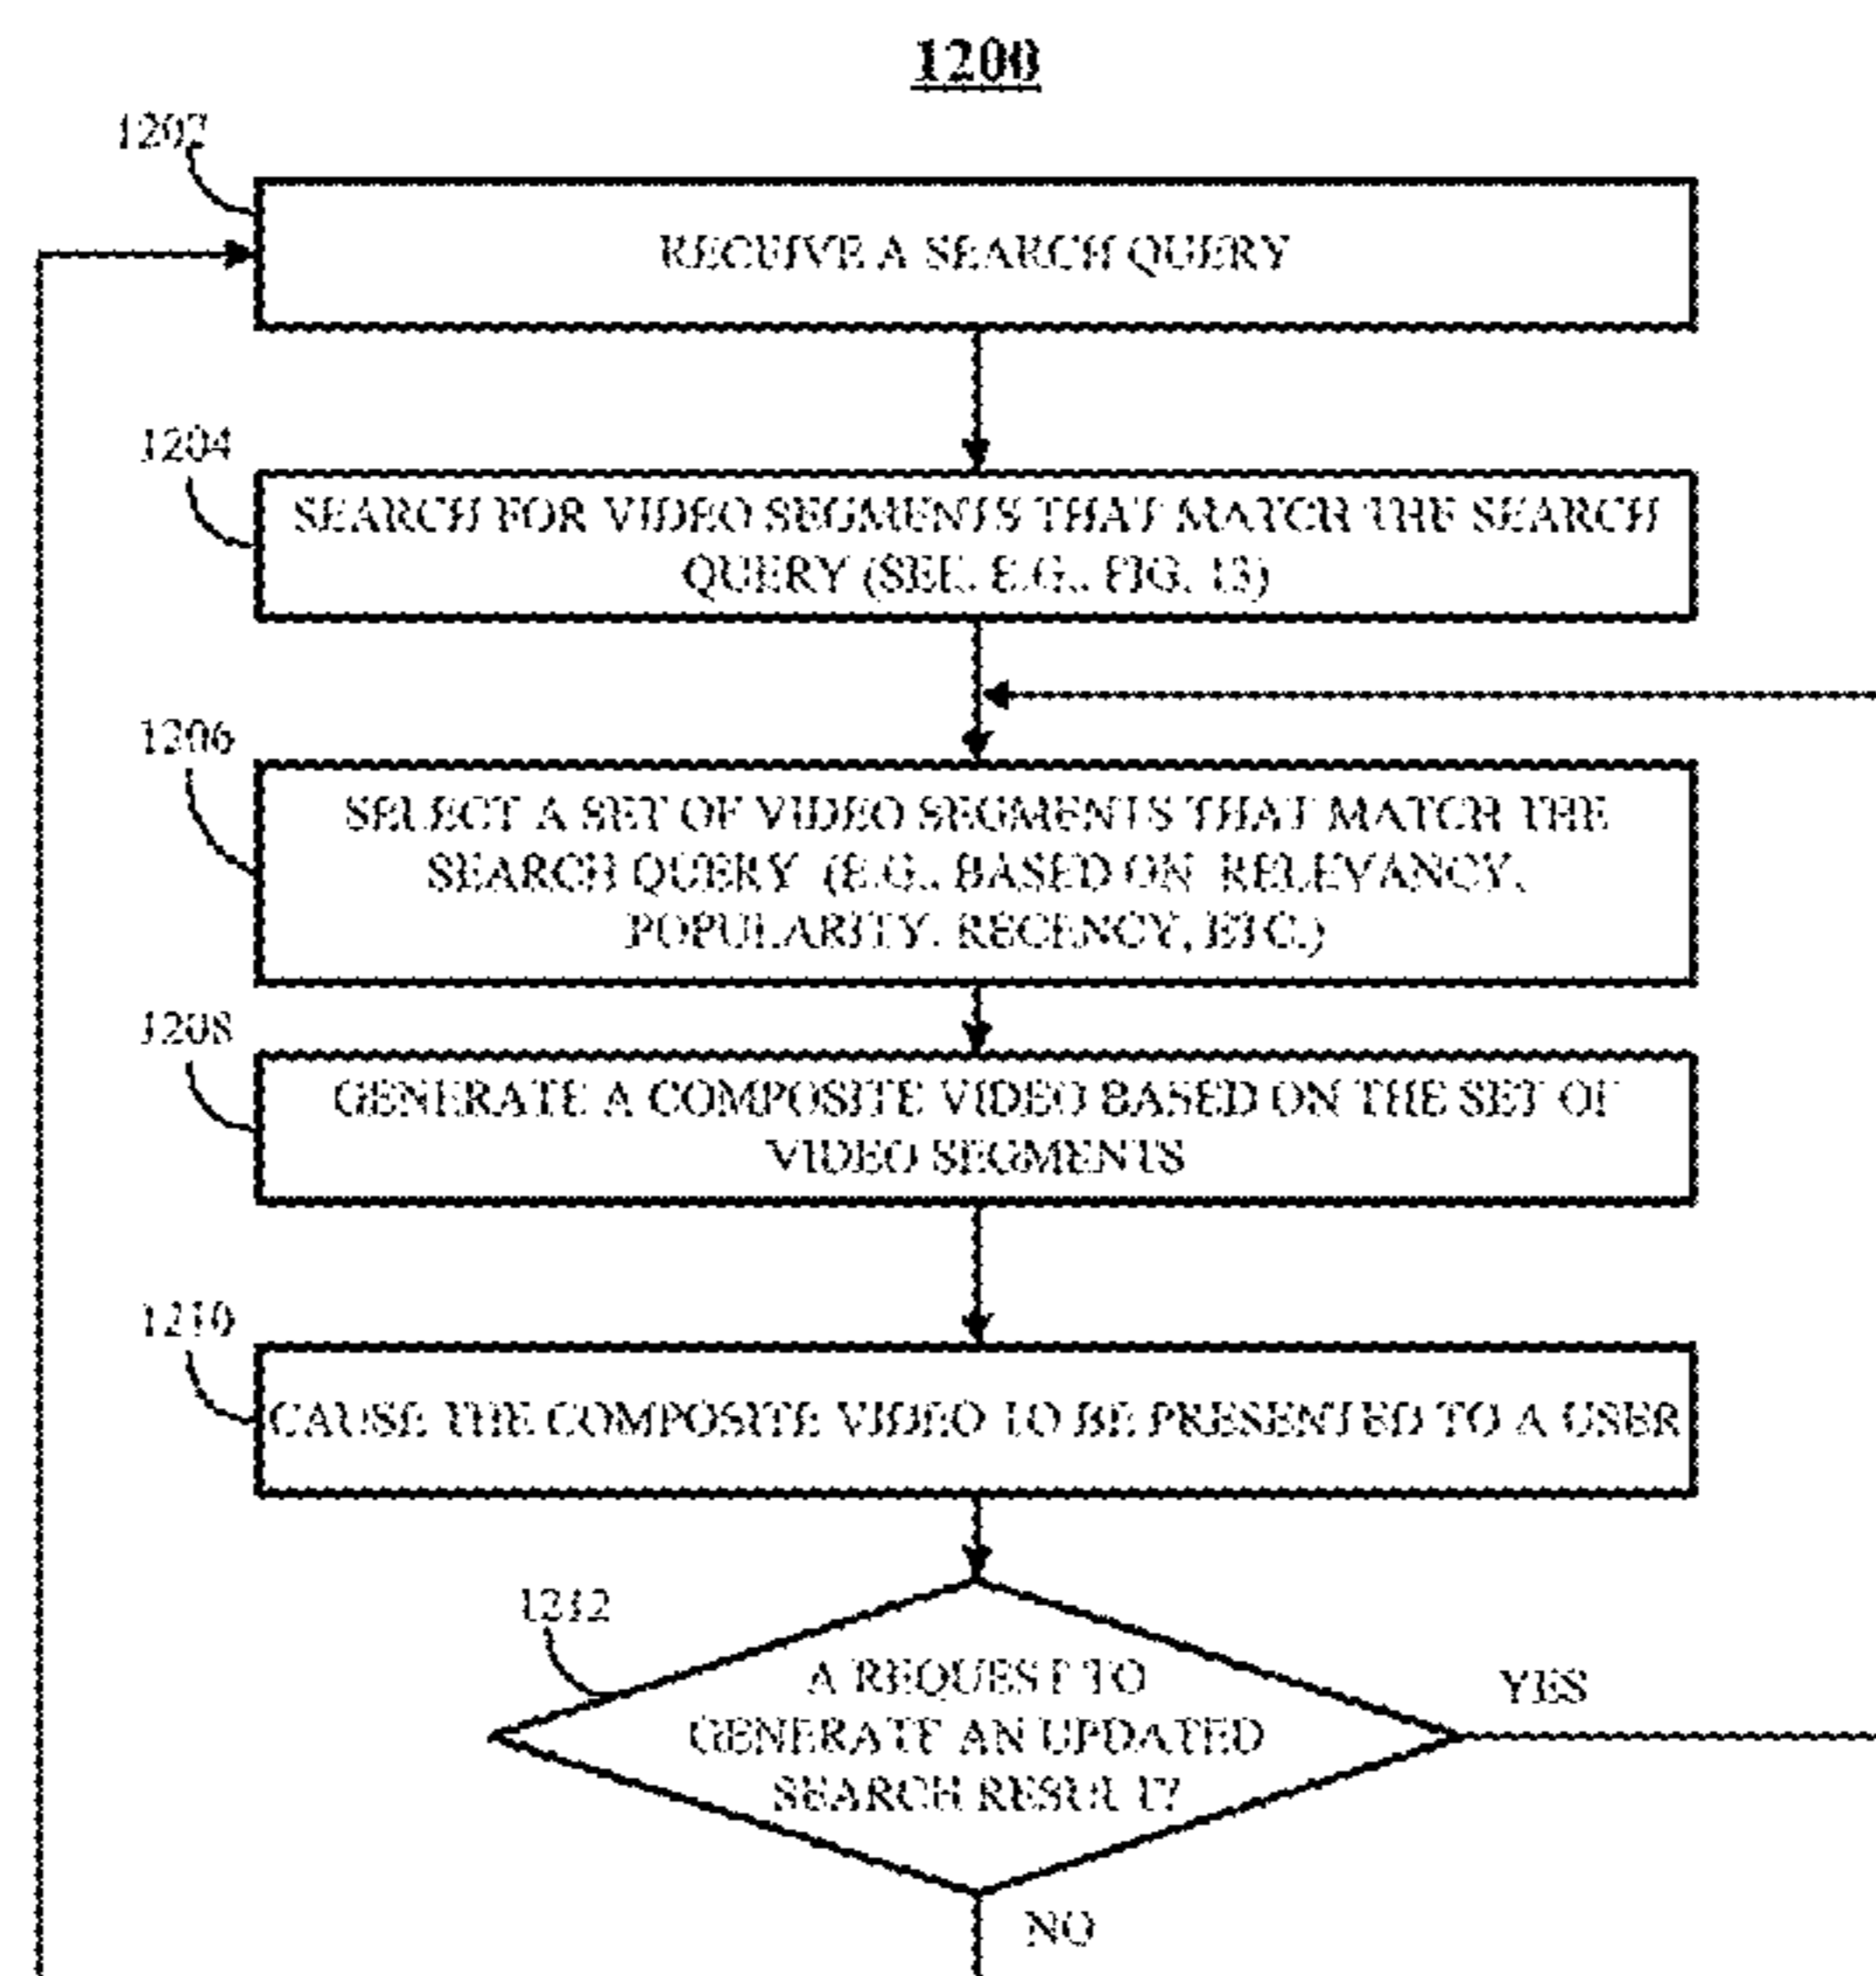 1200
1202
RECEIVE A SEARCH QUERY
1204
SEARCH FOR VIDEO SEGMENTS THAT MATCH THE SEARCH
QUERY (SEE, E.G., FIG. 13)
1206
SELECT A SET OF VIDEO SEGMENTS THAT MATCH THE
SEARCH QUERY (E.G., BASED ON RELEVANCY,
POPULARITY, RECENCY, ETC.)
1208
GENERATE A COMPOSITE VIDEO BASED ON THE SET OF
VIDEO SEGMENTS
1210
CAUSE THE COMPOSITE VIDEO TO BE PRESENTED TO A USER
1212
A REQUEST TO
GENERATE AN UPDATED
SEARCH RESULT?
YES
NO